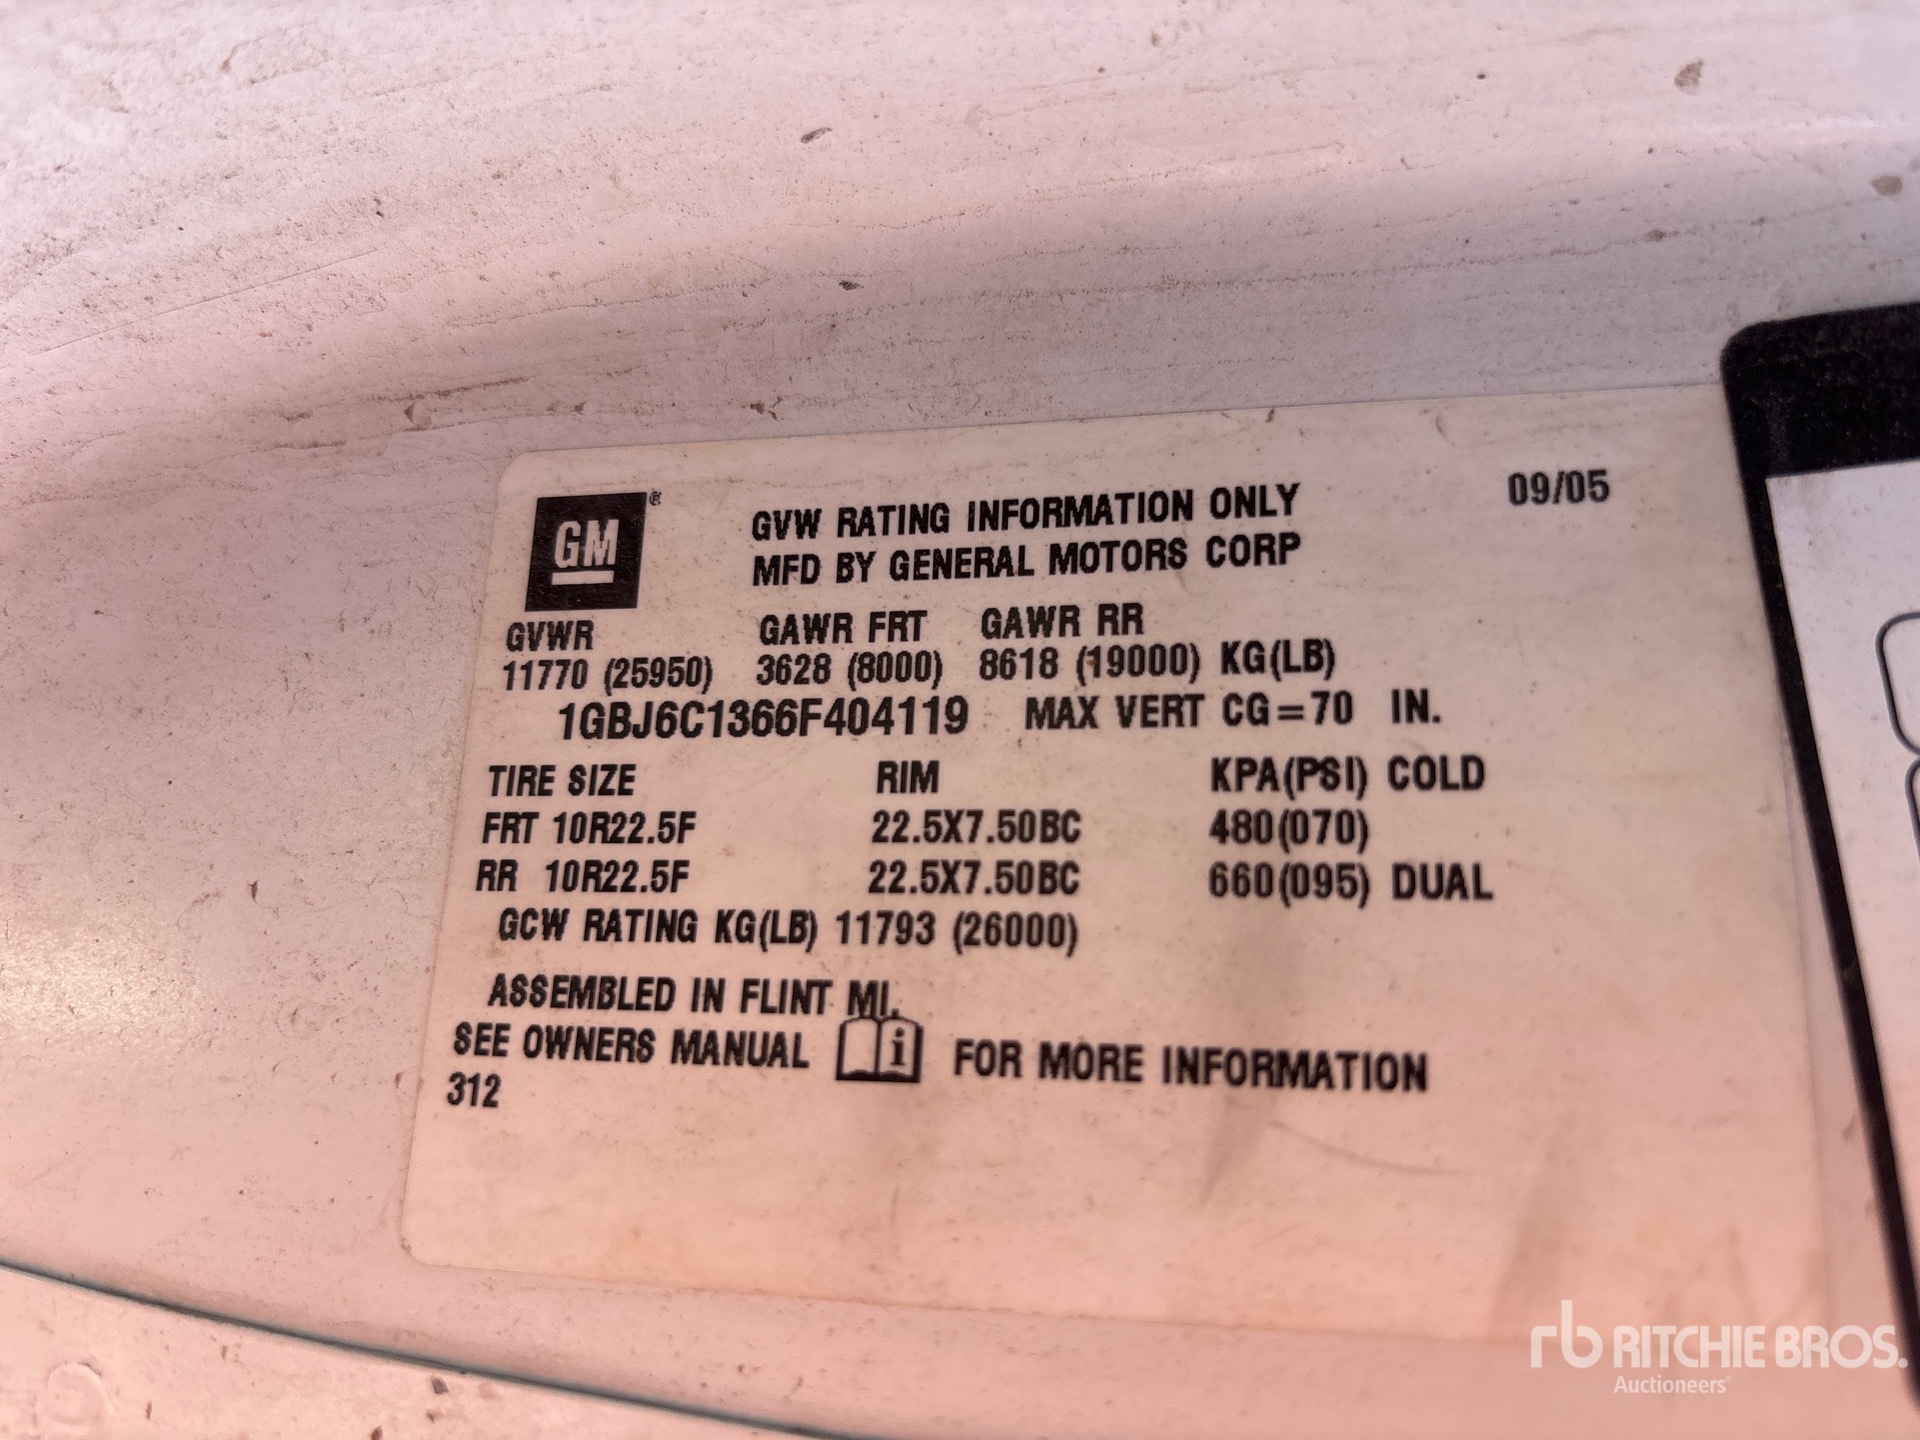 GM®
GVW RATING INFORMATION ONLY 09/05
MFD BY GENERAL MOTORS CORP
GVWR GAWR FRT GAWR RR
11770 (25950) 3628 (8000) 8618 (19000) KG(LB)
1GBJ6C1366F404119 MAX VERT CG=70 IN.
TIRE SIZE RIM KPA(PSI) COLD
FRT 10R22.5F 22.5X7.50BC 480(070)
RR 10R22.5F 22.5X7.50BC 660(095) DUAL
GCW RATING KG(LB) 11793 (26000)
ASSEMBLED IN FLINT MI.
SEE OWNERS MANUAL i FOR MORE INFORMATION
312
rb RITCHIE BROS.
Auctioneers